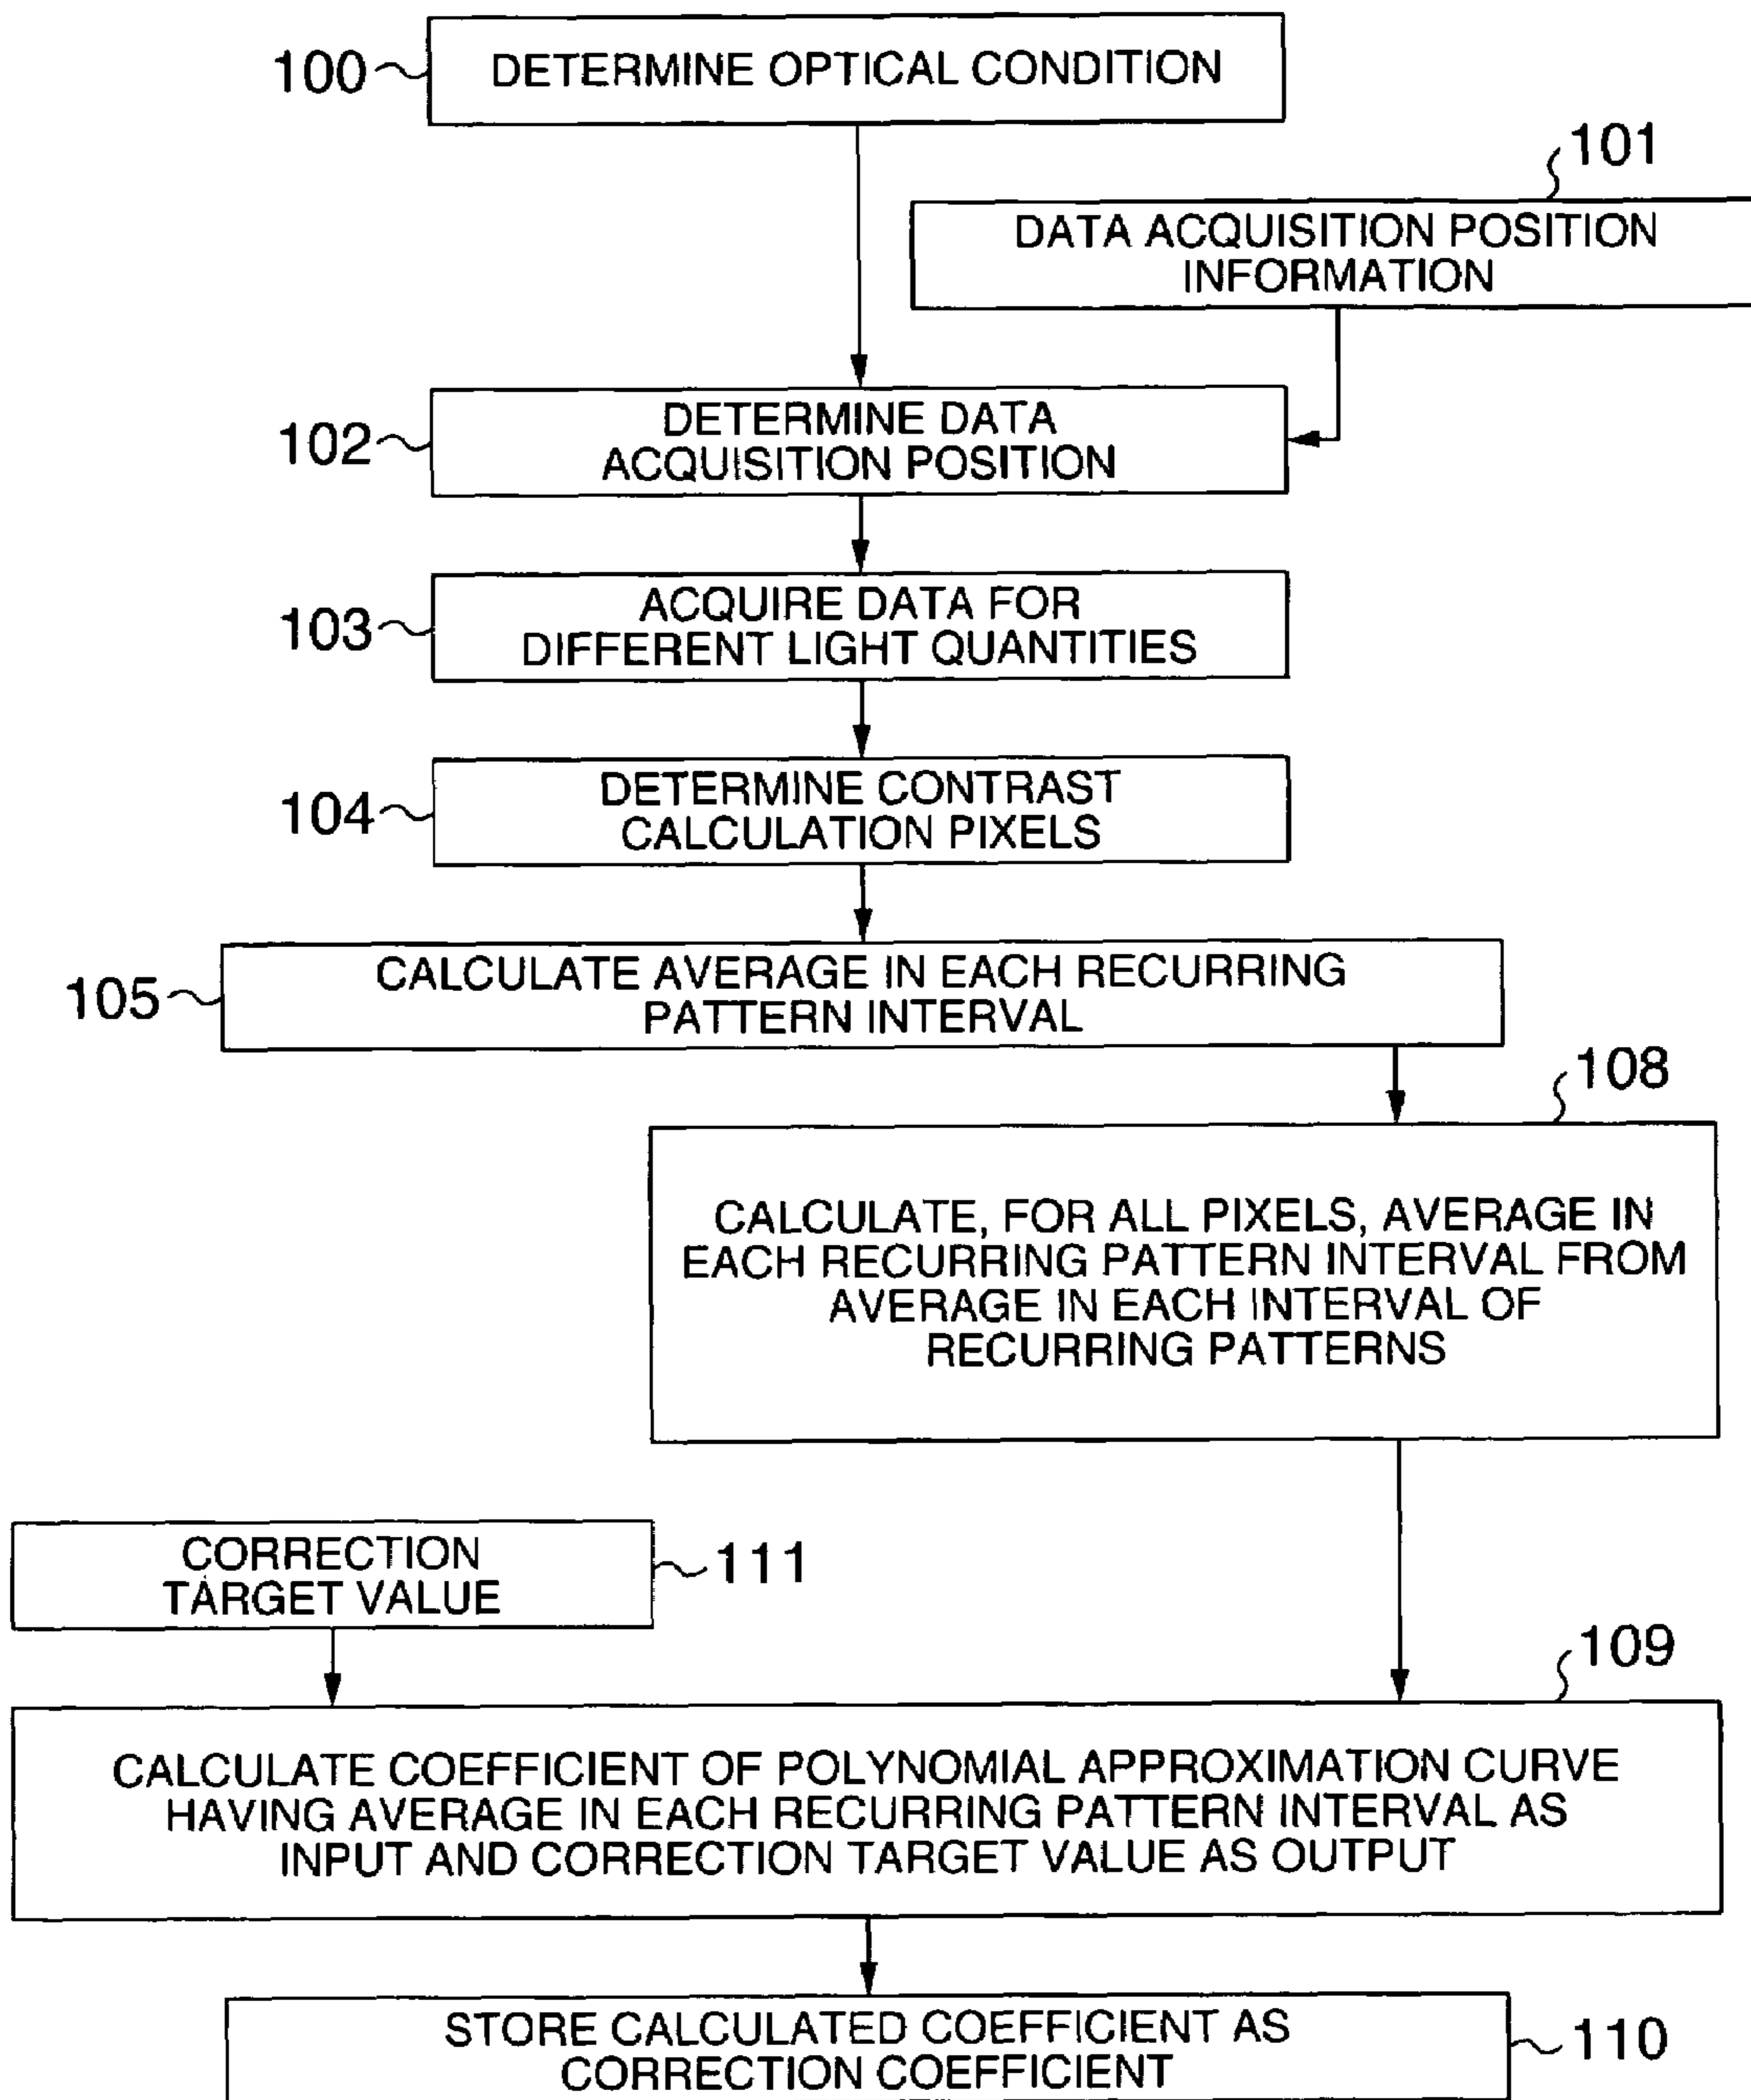 100
DETERMINE OPTICAL CONDITION
101
DATA ACQUISITION POSITION
INFORMATION
102
DETERMINE DATA
ACQUISITION POSITION
103
ACQUIRE DATA FOR
DIFFERENT LIGHT QUANTITIES
104
DETERMINE CONTRAST
CALCULATION PIXELS
105
CALCULATE AVERAGE IN EACH RECURRING
PATTERN INTERVAL
108
CALCULATE, FOR ALL PIXELS, AVERAGE IN
EACH RECURRING PATTERN INTERVAL FROM
AVERAGE IN EACH INTERVAL OF
RECURRING PATTERNS
CORRECTION
TARGET VALUE
111
109
CALCULATE COEFFICIENT OF POLYNOMIAL APPROXIMATION CURVE
HAVING AVERAGE IN EACH RECURRING PATTERN INTERVAL AS
INPUT AND CORRECTION TARGET VALUE AS OUTPUT
STORE CALCULATED COEFFICIENT AS
CORRECTION COEFFICIENT
110